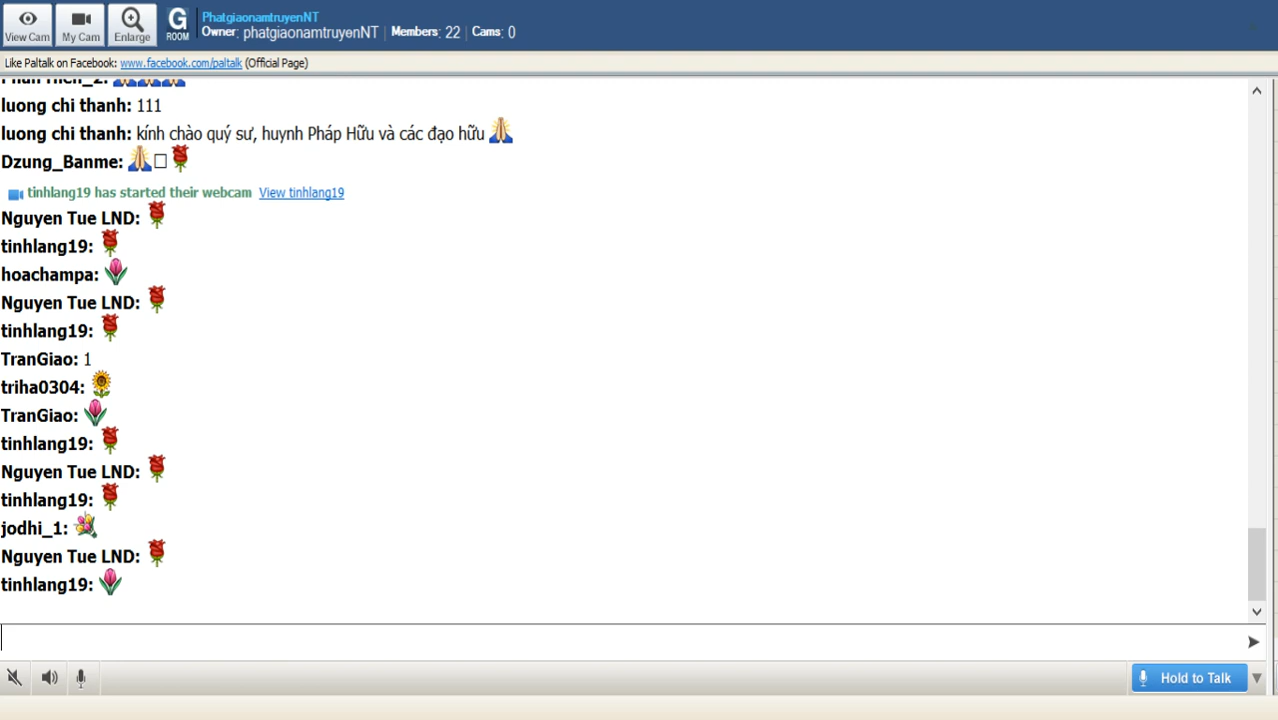 View Cam
My Cam
Enlarge
G
ROOM
PhatgiaonamtruyenNT
Owner: phatgiaonamtruyenNT Members: 22 Cams: 0
Like Paltalk on Facebook: www.facebook.com/paltalk (Official Page)
luong chi thanh: 111
luong chi thanh: kính chào quý sư, huynh Pháp Hữu và các đạo hữu
Dzung_Banme:
tinhlang19 has started their webcam View tinhlang19
Nguyen Tue LND:
tinhlang19:
hoachampa:
Nguyen Tue LND:
tinhlang19:
TranGiao: 1
triha0304:
TranGiao:
tinhlang19:
Nguyen Tue LND:
tinhlang19:
jodhi_1:
Nguyen Tue LND:
tinhlang19:
Hold to Talk